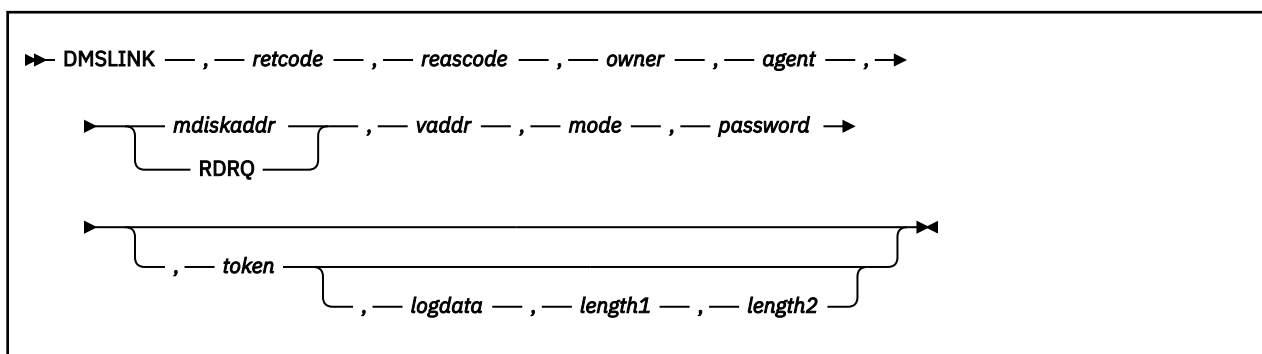 DMSLINK , retcode , reascode , owner , agent ,
mdiskaddr , vaddr , mode , password
RDRQ
, token
, logdata , length1 , length2